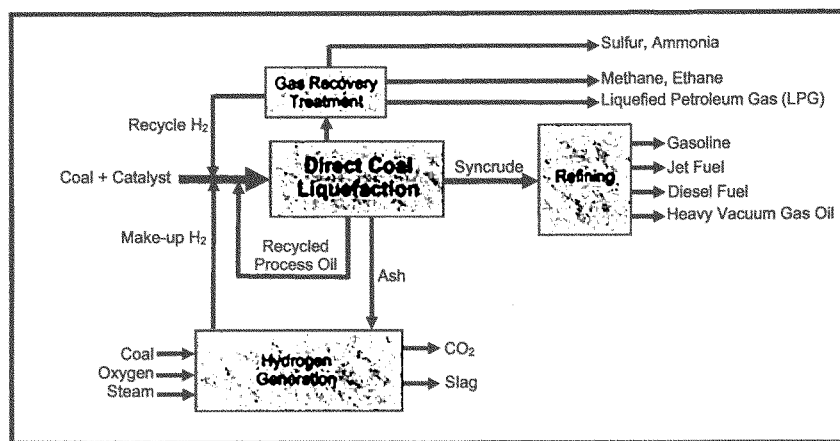 Sulfur, Ammonia
Gas Recovery
Treatment
Methane, Ethane
Liquefied Petroleum Gas (LPG)
Recycle H₂
Coal + Catalyst
Direct Coal
Liquefaction
Syncrude
Refining
Gasoline
Jet Fuel
Diesel Fuel
Heavy Vacuum Gas Oil
Make-up H₂
Recycled
Process Oil
Ash
Coal
Oxygen
Steam
Hydrogen
Generation
CO₂
Slag